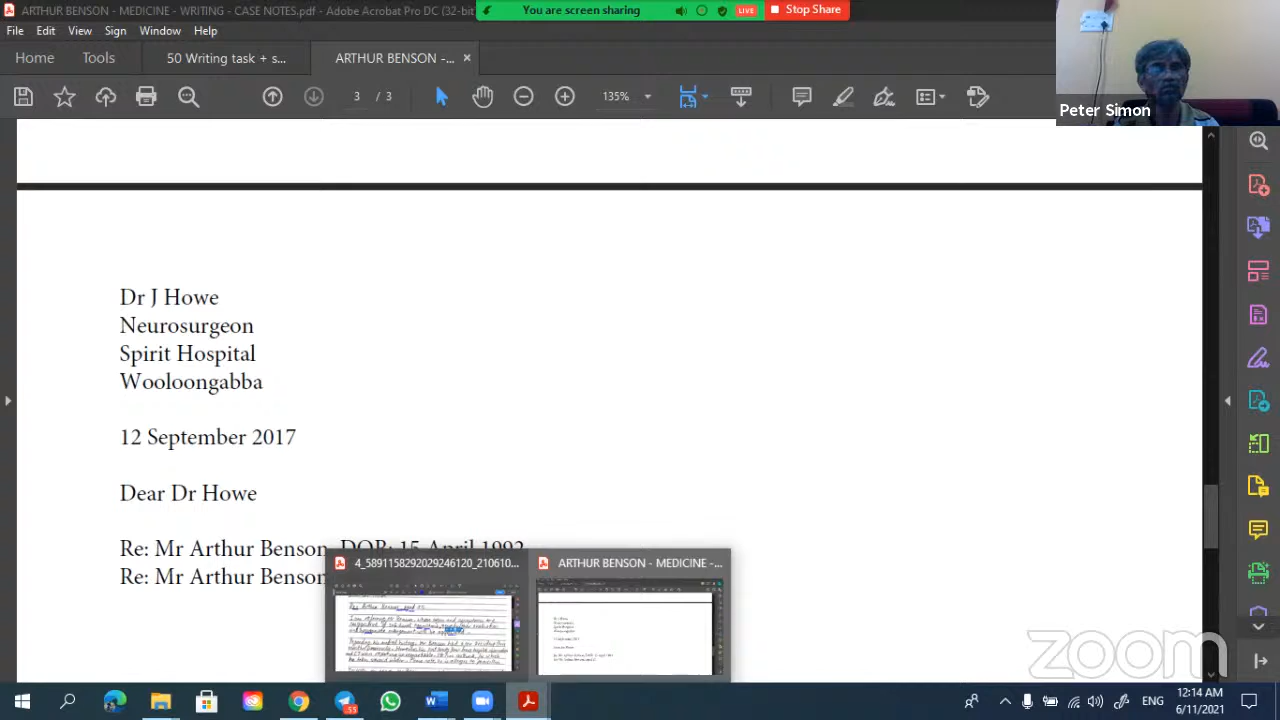 ARTHUR BENSON - MEDICINE - WRITING - CASE NOTES.pdf - Adobe Acrobat Pro DC (32-bit
You are screen sharing
LIVE
Stop Share
File Edit View Sign Window Help
Home Tools 50 Writing task + s... ARTHUR BENSON -... ×
3 / 3 135%
Peter Simon
Dr J Howe
Neurosurgeon
Spirit Hospital
Wooloongabba
12 September 2017
Dear Dr Howe
Re: Mr Arthur Benson, DOB: 15 April 1992
Re: Mr Arthur Benson
4_5891158292029246120_210610...
ARTHUR BENSON - MEDICINE -...
zoom
55
ENG
12:14 AM
6/11/2021